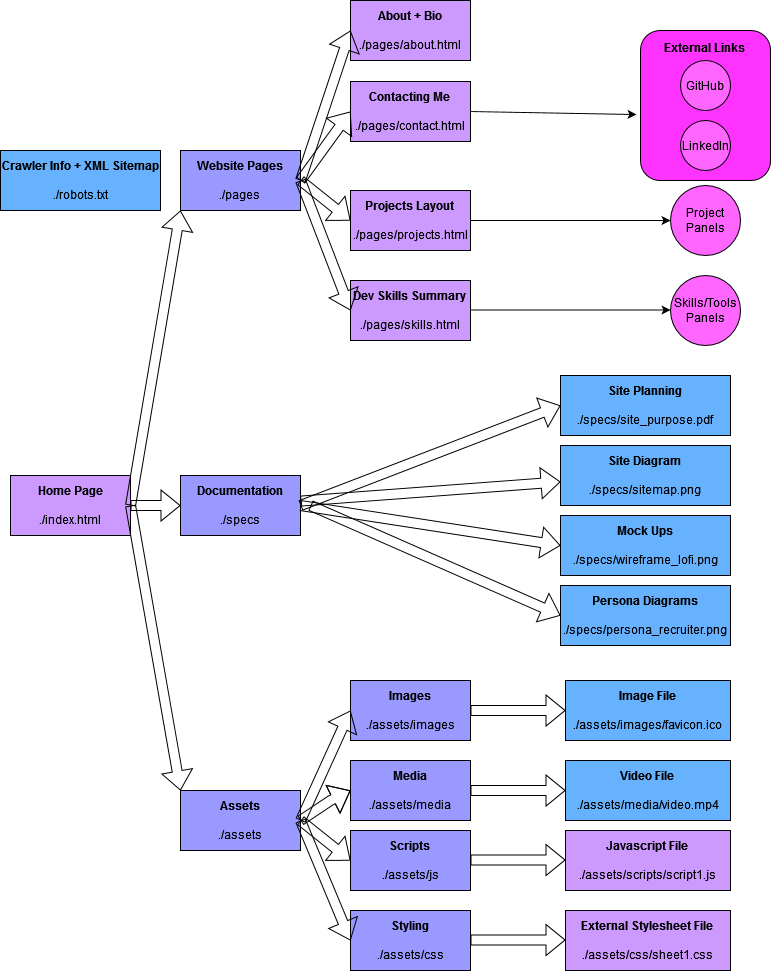 About + Bio
./pages/about.html
External Links
GitHub
LinkedIn
Contacting Me
./pages/contact.html
Crawler Info + XML Sitemap
./robots.txt
Website Pages
./pages
Projects Layout
./pages/projects.html
Project
Panels
Dev Skills Summary
./pages/skills.html
Skills/Tools
Panels
Home Page
./index.html
Documentation
./specs
Site Planning
./specs/site_purpose.pdf
Site Diagram
./specs/sitemap.png
Mock Ups
./specs/wireframe_lofi.png
Persona Diagrams
./specs/persona_recruiter.png
Assets
./assets
Images
./assets/images
Image File
./assets/images/favicon.ico
Media
./assets/media
Video File
./assets/media/video.mp4
Scripts
./assets/js
Javascript File
./assets/scripts/script1.js
Styling
./assets/css
External Stylesheet File
./assets/css/sheet1.css